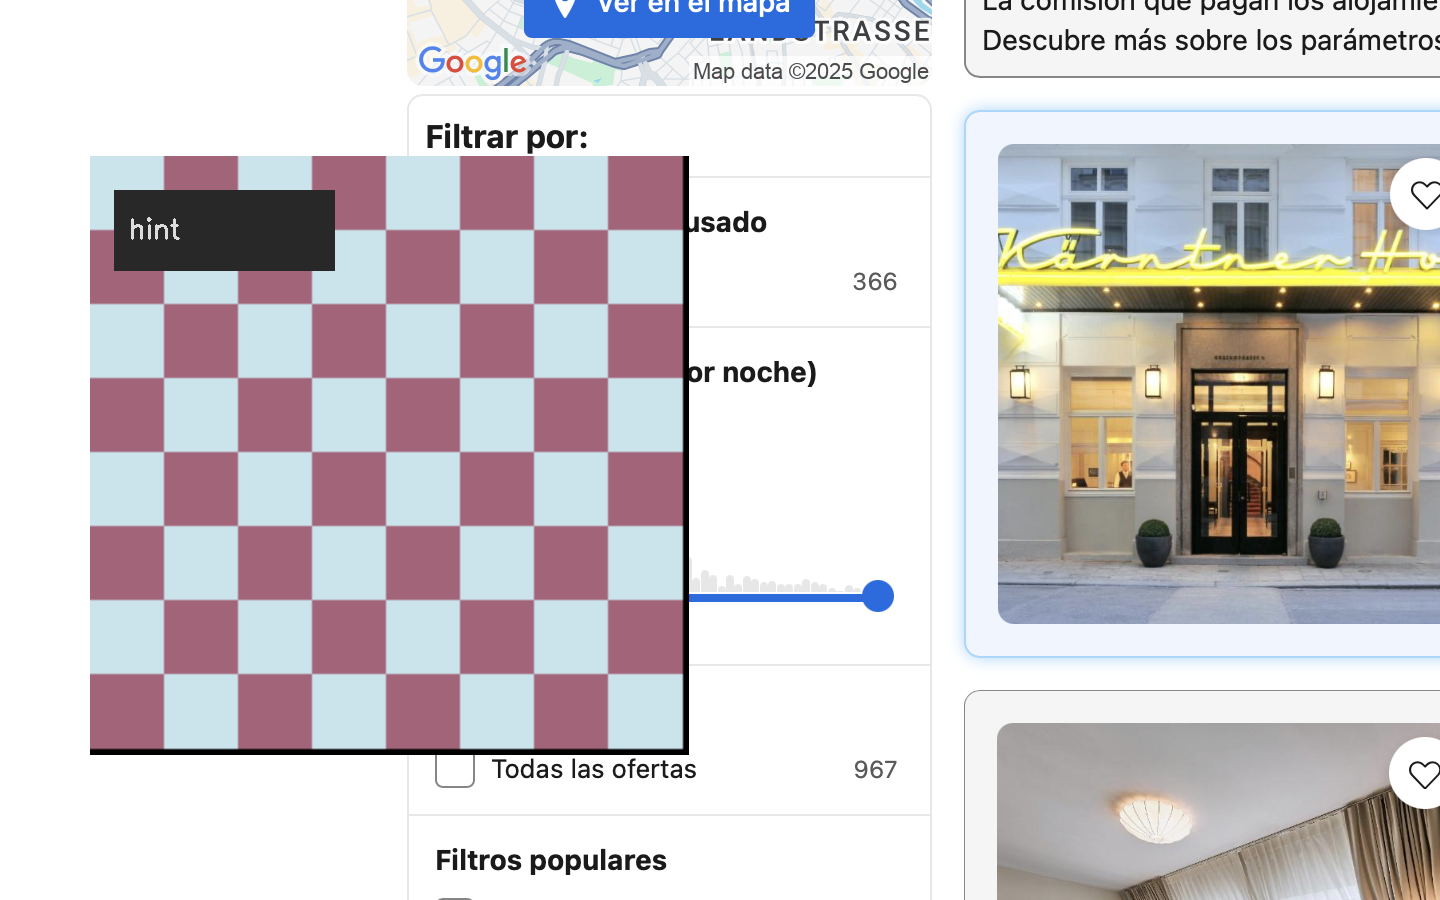 Ver en el mapa
LANDSTRASSE
Google
Map data ©2025 Google
Filtrar por:
hint
usado
366
or noche)
Todas las ofertas
967
Filtros populares
La comisión que pagan los alojamie
Descubre más sobre los parámetros
Kärntner Ho